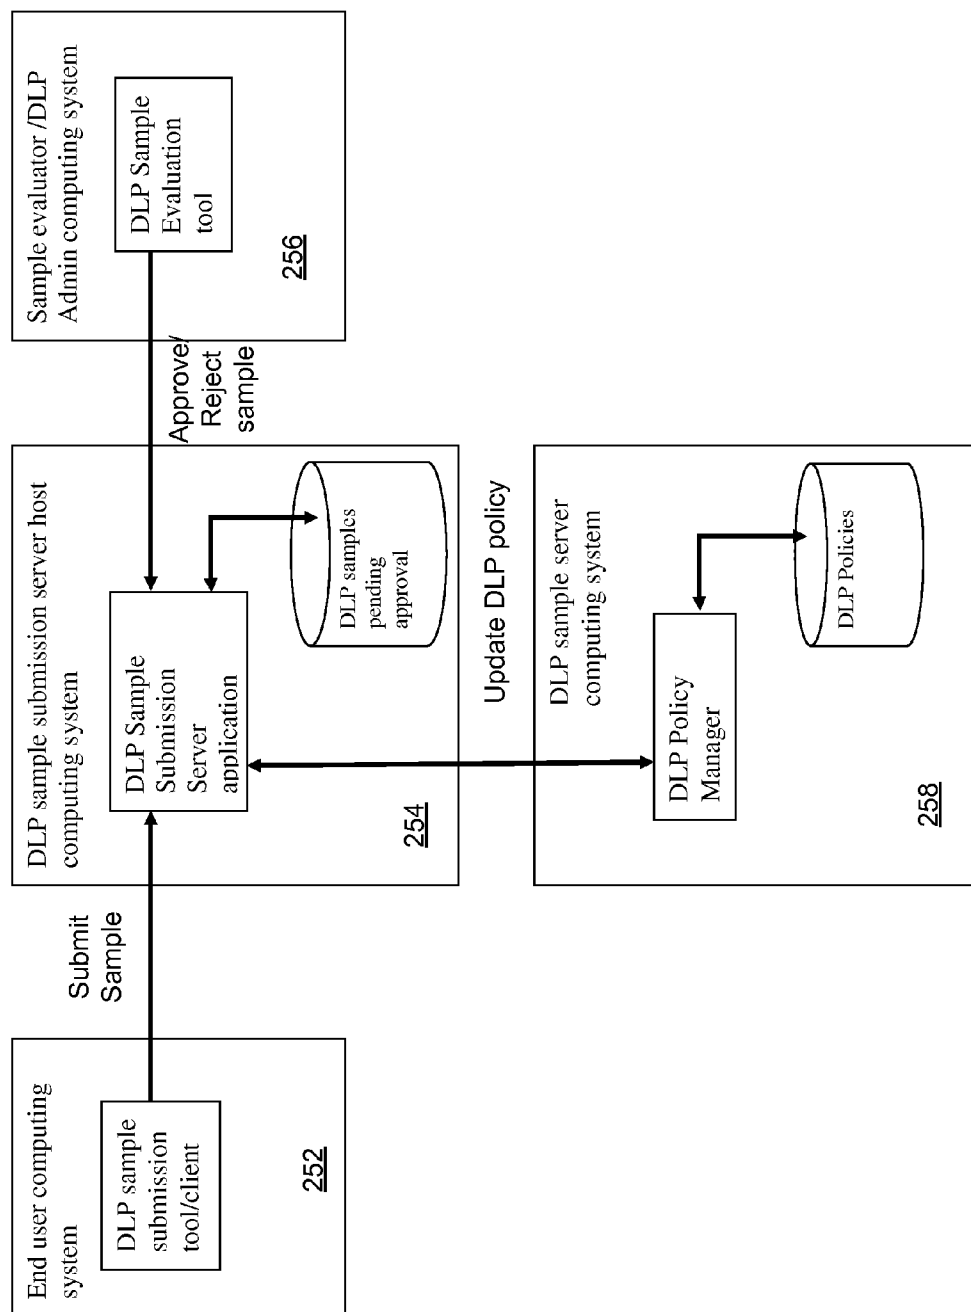 End user computing
system
DLP sample
submission
tool/client
252
Submit
Sample
DLP sample submission server host
computing system
DLP Sample
Submission
Server
application
DLP samples
pending
approval
254
Approve/
Reject
sample
Sample evaluator /DLP
Admin computing system
DLP Sample
Evaluation
tool
256
Update DLP policy
DLP sample server
computing system
DLP Policy
Manager
DLP Policies
258